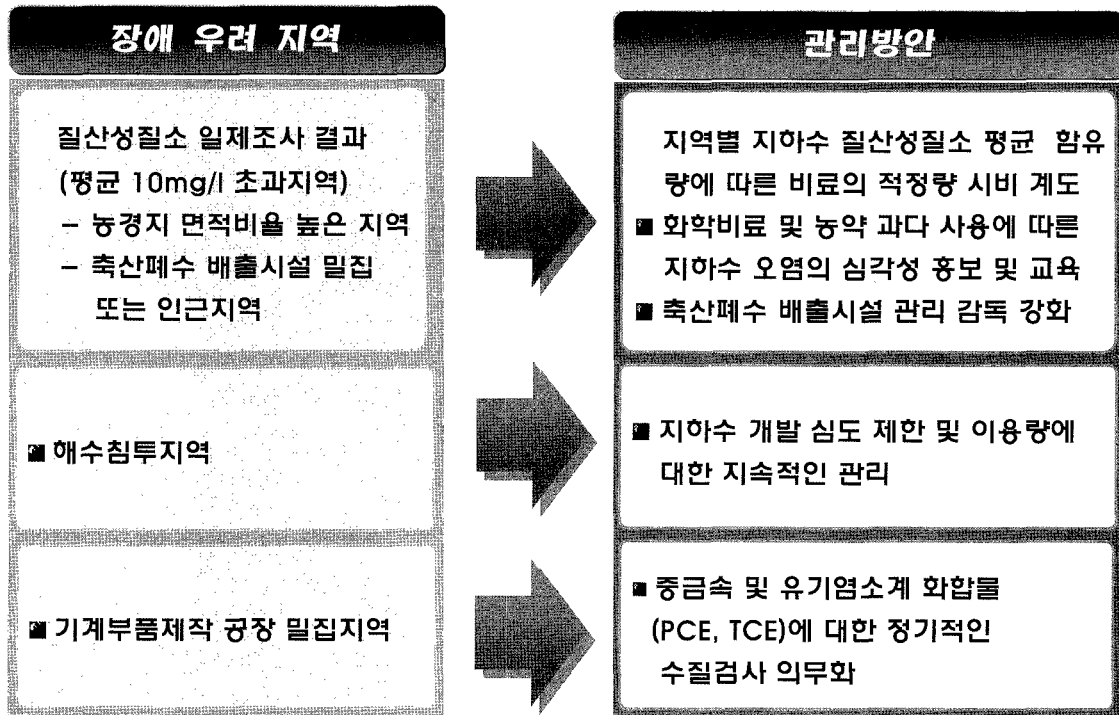 장애 우려 지역
질산성질소 일제조사 결과
(평균 10mg/l 초과지역)
– 농경지 면적비율 높은 지역
– 축산폐수 배출시설 밀집
또는 인근지역
■ 해수침투지역
■ 기계부품제작 공장 밀집지역
관리방안
지역별 지하수 질산성질소 평균 함유
량에 따른 비료의 적정량 시비 계도
■ 화학비료 및 농약 과다 사용에 따른
지하수 오염의 심각성 홍보 및 교육
■ 축산폐수 배출시설 관리 감독 강화
■ 지하수 개발 심도 제한 및 이용량에
대한 지속적인 관리
■ 중금속 및 유기염소계 화합물
(PCE, TCE)에 대한 정기적인
수질검사 의무화